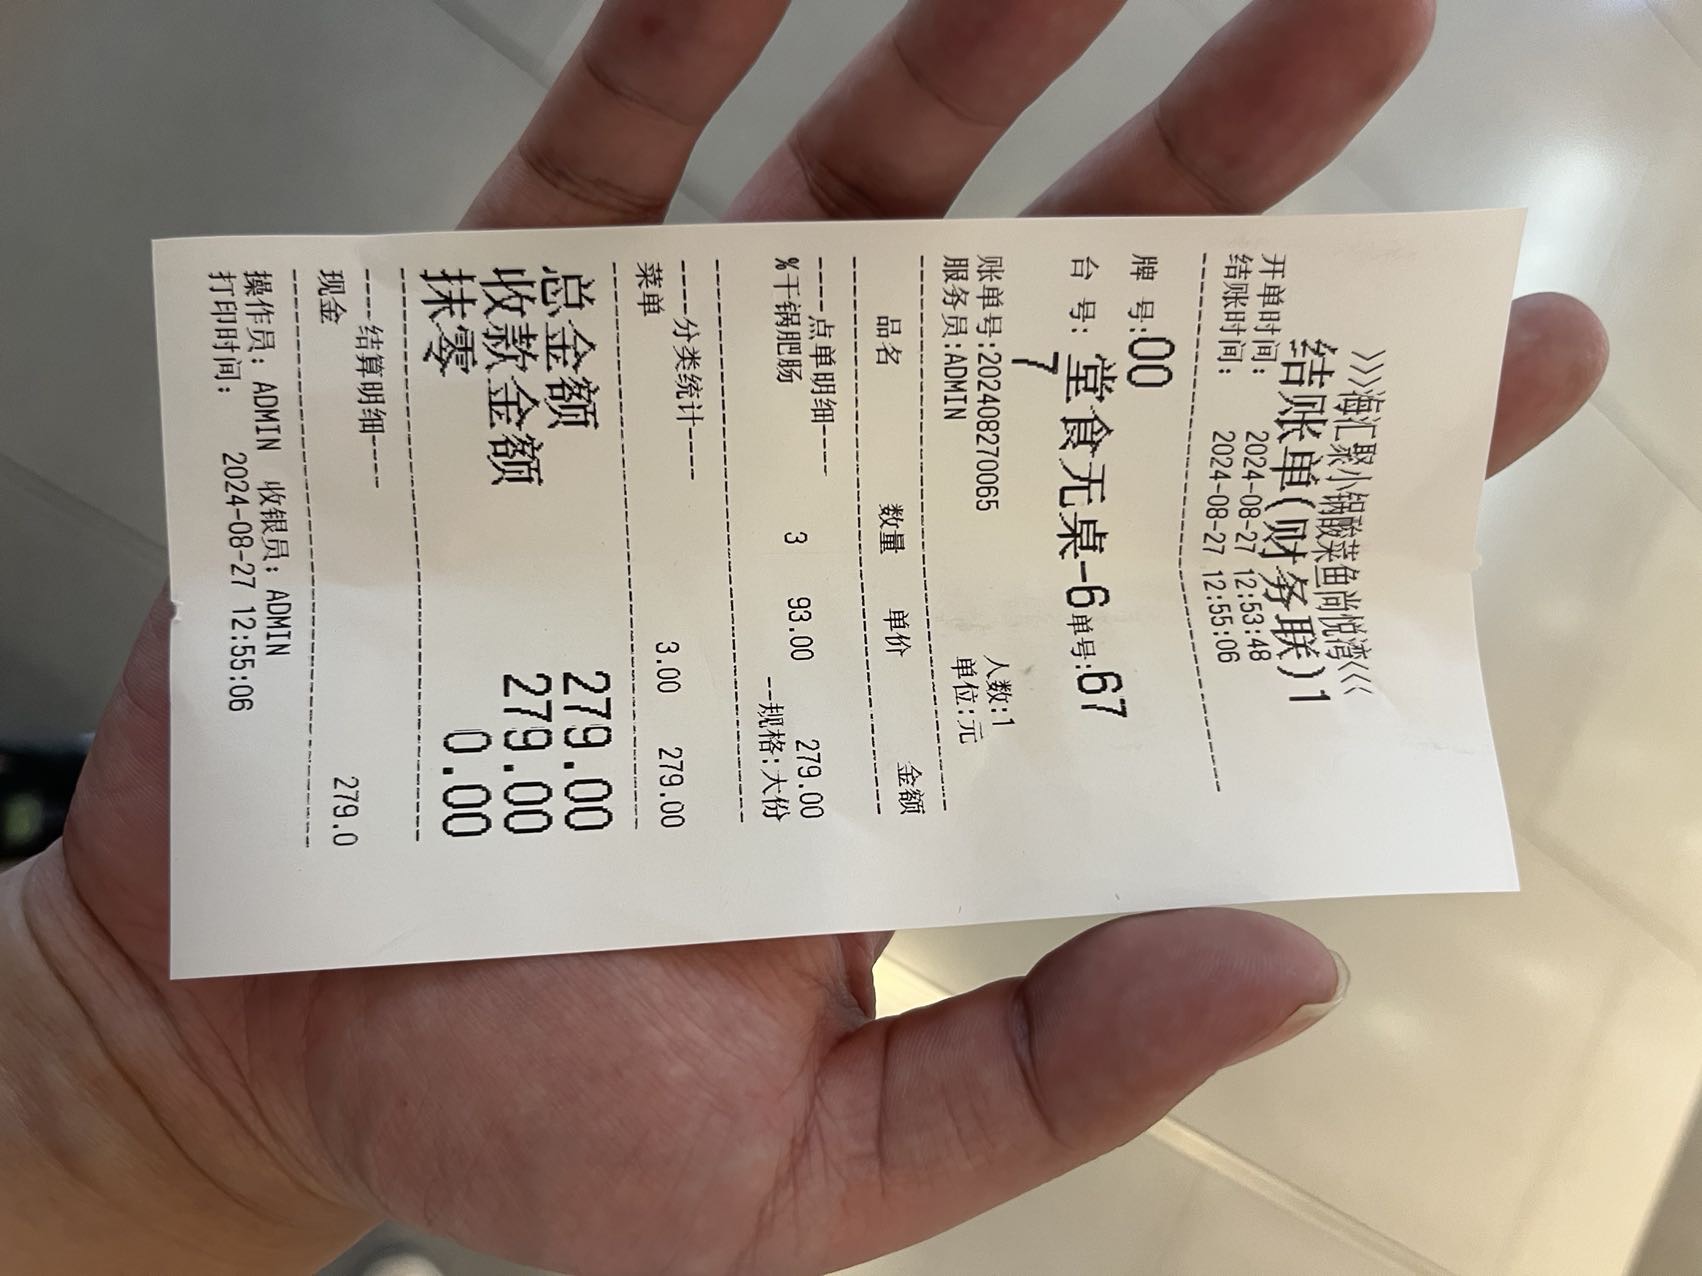 >>>海汇聚小锅酸菜鱼尚悦湾<<<
结账单(财务联)1
开单时间: 2024-08-27 12:53:48
结账时间: 2024-08-27 12:55:06
牌 号:00 单号:67
台 号: 堂食无桌-6
7
账单号:202408270065 人数:1
服务员:ADMIN 单位:元
品名 数量 单价 金额
----点单明细----
%干锅肥肠 3 93.00 279.00
--规格:大份
----分类统计----
菜单 3.00 279.00
总金额 279.00
收款金额 279.00
抹零 0.00
----结算明细----
现金 279.0
操作员: ADMIN 收银员: ADMIN
打印时间: 2024-08-27 12:55:06